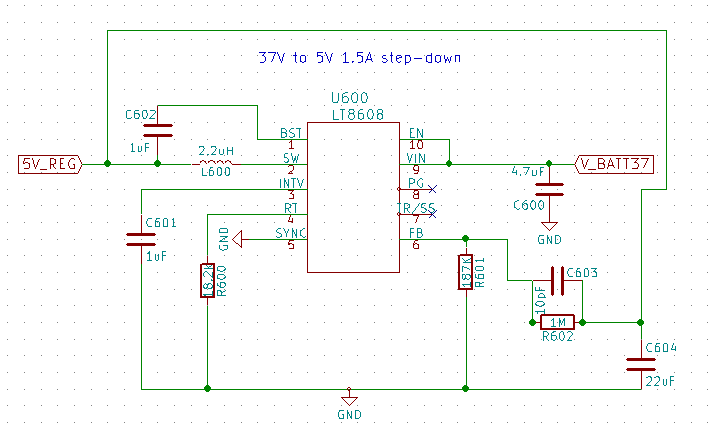 37V to 5V 1.5A step-down
U600
LT8608
C602
1uF
BST
1
EN
10
5V_REG
2.2uH
L600
SW
2
VIN
9
4.7uF
C600
GND
V_BATT37
INTV
3
PG
8
C601
1uF
RT
4
TR/SS
7
GND
SYNC
5
FB
6
18.2K
R600
187K
R601
C603
10pF
1M
R602
C604
22uF
GND